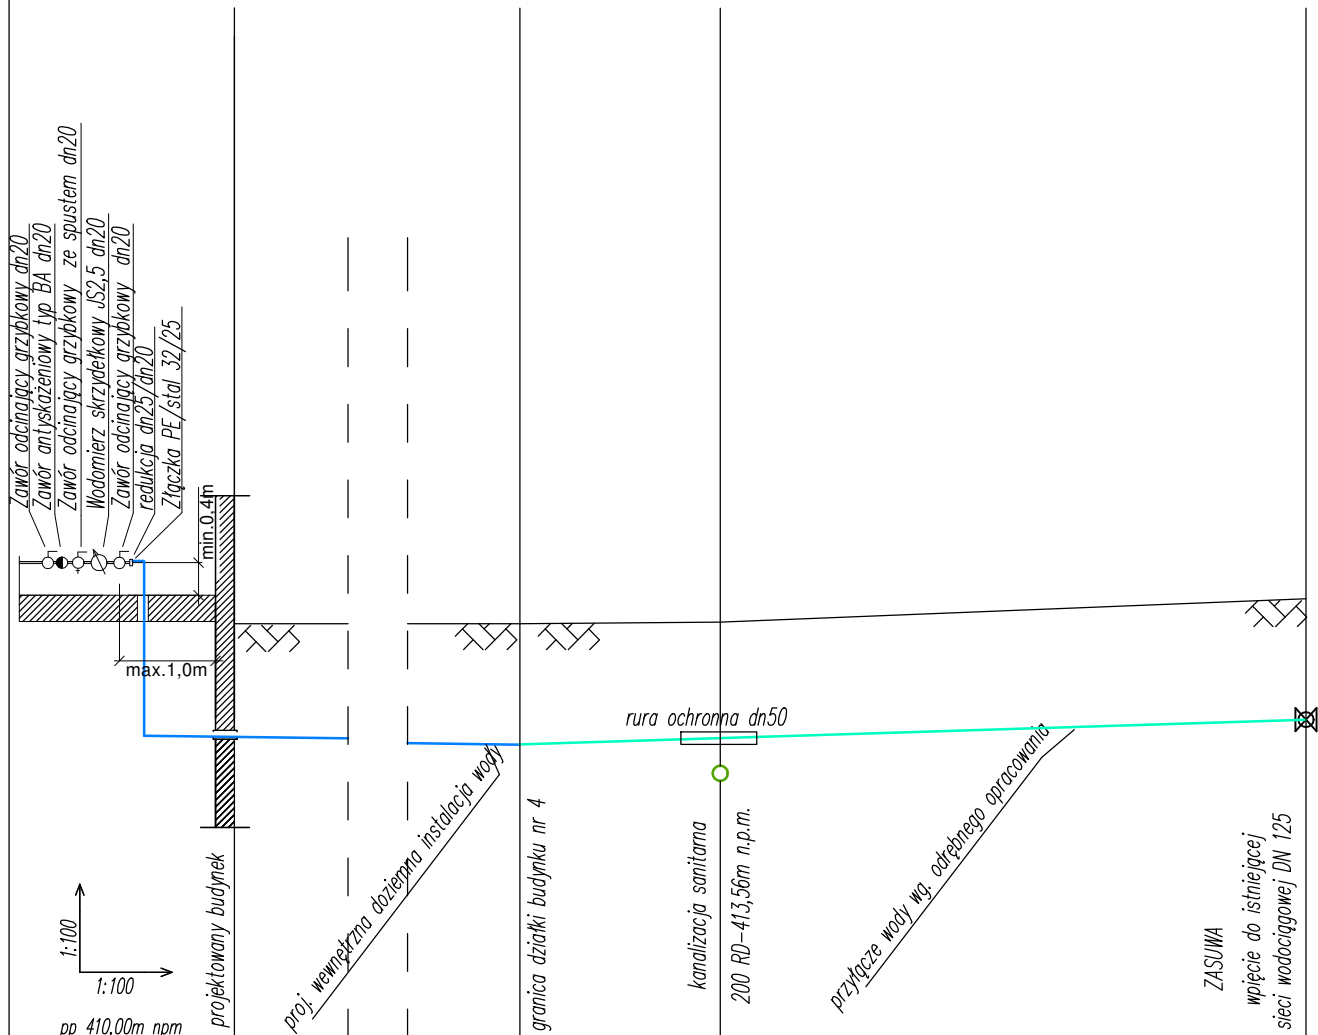 Zawór odcinający grzybkowy dn20
Zawór antyskażeniowy typ BA dn20
Zawór odcinający grzybkowy ze spustem dn20
Wodomierz skrzydełkowy JS2,5 dn20
Zawór odcinający grzybkowy dn20
redukcja dn25/dn20
Złączka PE/stal 32/25
min.0,4m
max.1,0m
rura ochronna dn50
proj. wewnętrzna doziemna instalacja wody
przyłącze wody wg. odrębnego opracowania
projektowany budynek
granica działki budynku nr 4
kanalizacja sanitarna
200 RD-413,56m n.p.m.
ZASUWA
wpięcie do istniejącej
sieci wodociągowej DN 125
1:100
1:100
pp 410,00m npm